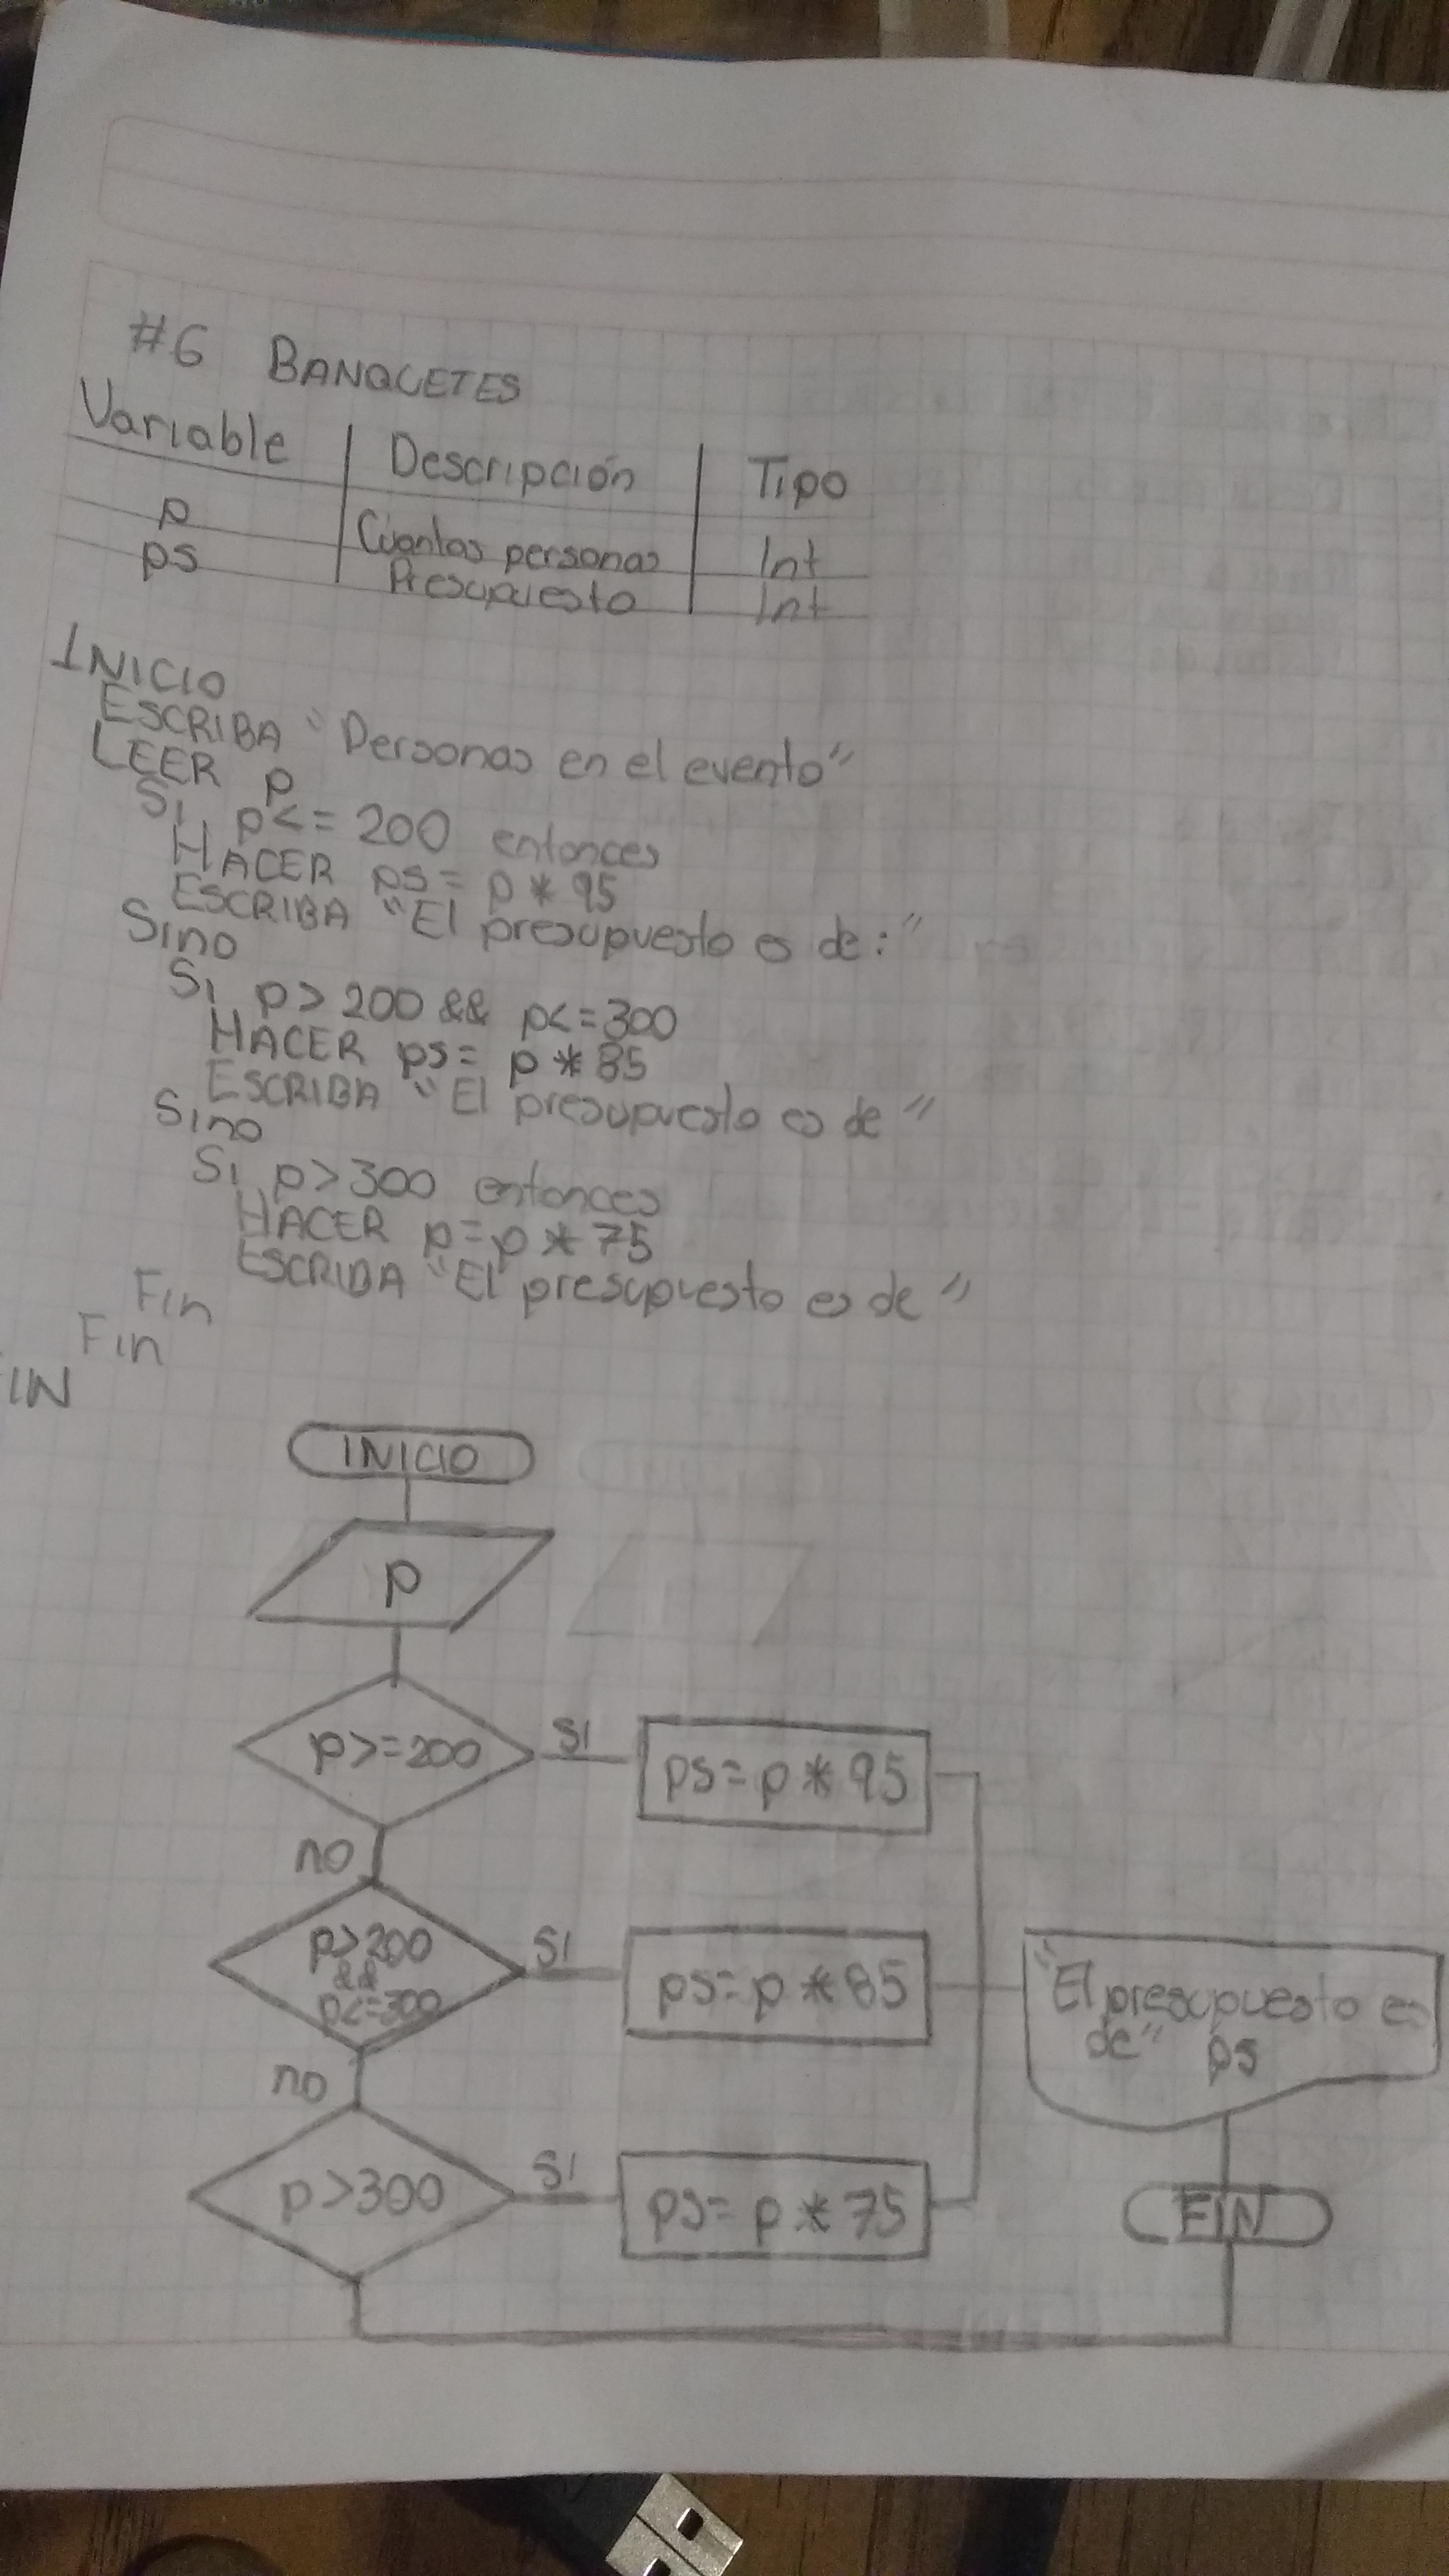 #6 BANQUETES
Variable Descripción Tipo
p Cuantas personas Int
ps Presupuesto Int
INICIO
ESCRIBA "Personas en el evento"
LEER p
Si p<=200 entonces
HACER ps= p * 95
ESCRIBA "El presupuesto es de:"
Sino
Si p>200 && p<=300
HACER ps= p * 85
ESCRIBA "El presupuesto es de"
Sino
Si p>300 entonces
HACER p=p * 75
ESCRIBA "El presupuesto es de"
Fin
Fin
IN
INICIO
p
p>=200 SI ps=p * 95
no
p>200
&&
p<=300
SI ps=p * 85
"El presupuesto es
de" ps
no
p>300 SI ps= p * 75
FIN